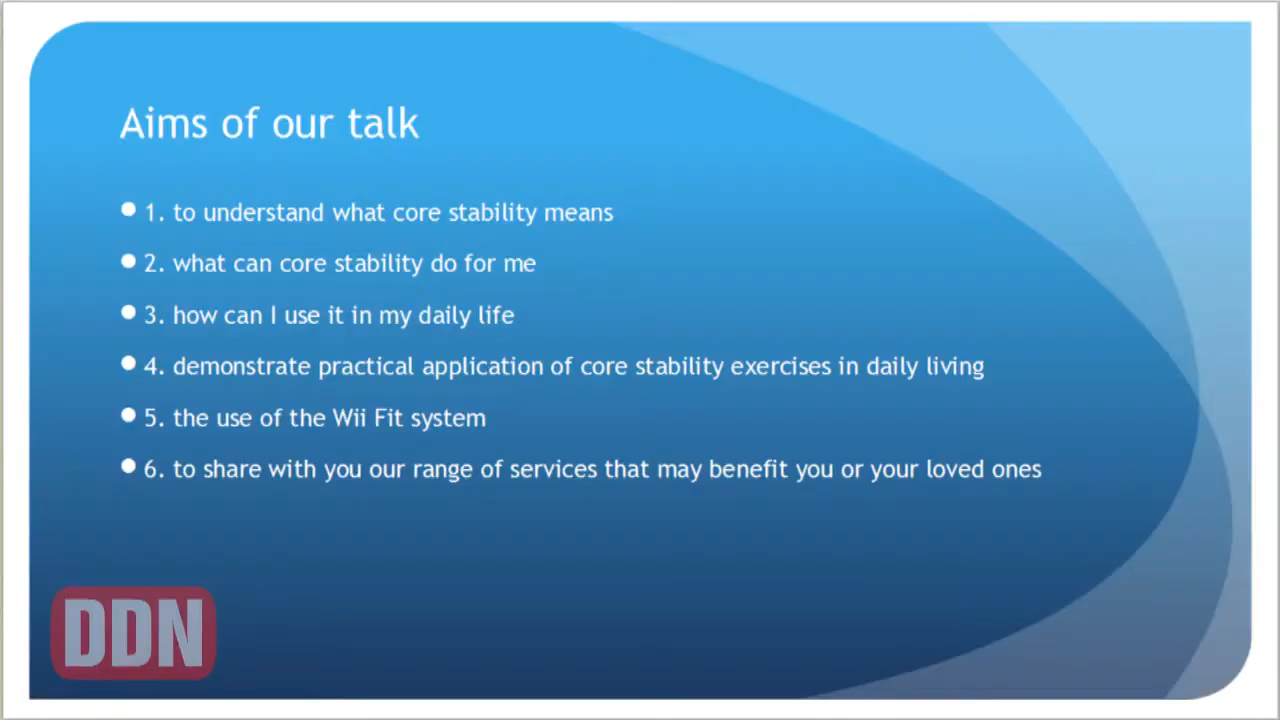 Aims of our talk
1. to understand what core stability means
2. what can core stability do for me
3. how can I use it in my daily life
4. demonstrate practical application of core stability exercises in daily living
5. the use of the Wii Fit system
6. to share with you our range of services that may benefit you or your loved ones
DDN